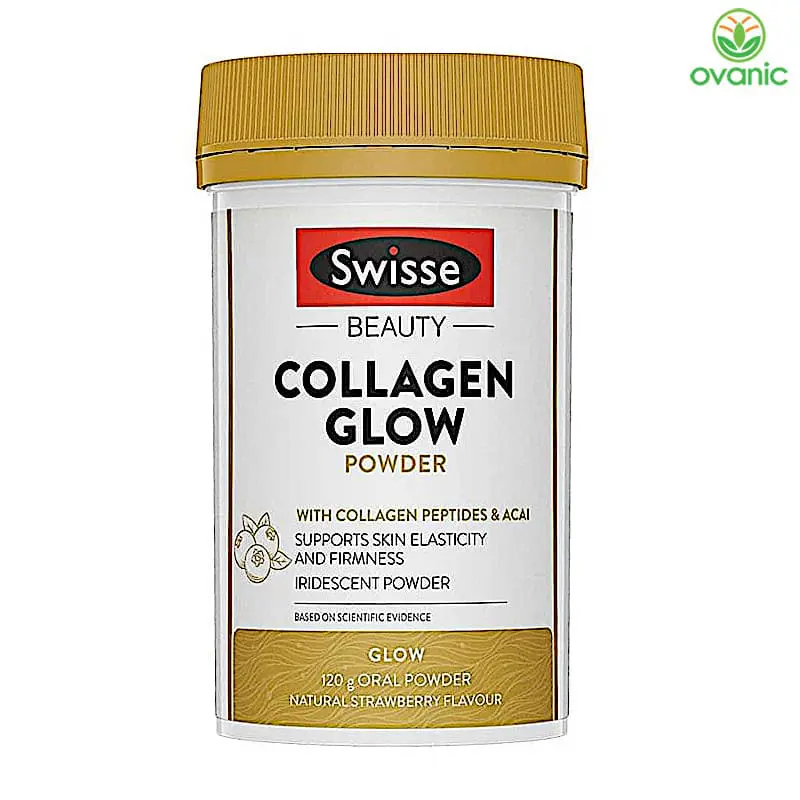 ovanic
Swisse
BEAUTY
COLLAGEN
GLOW
POWDER
WITH COLLAGEN PEPTIDES & ACAI
SUPPORTS SKIN ELASTICITY
AND FIRMNESS
IRIDESCENT POWDER
BASED ON SCIENTIFIC EVIDENCE
GLOW
120 g ORAL POWDER
NATURAL STRAWBERRY FLAVOUR